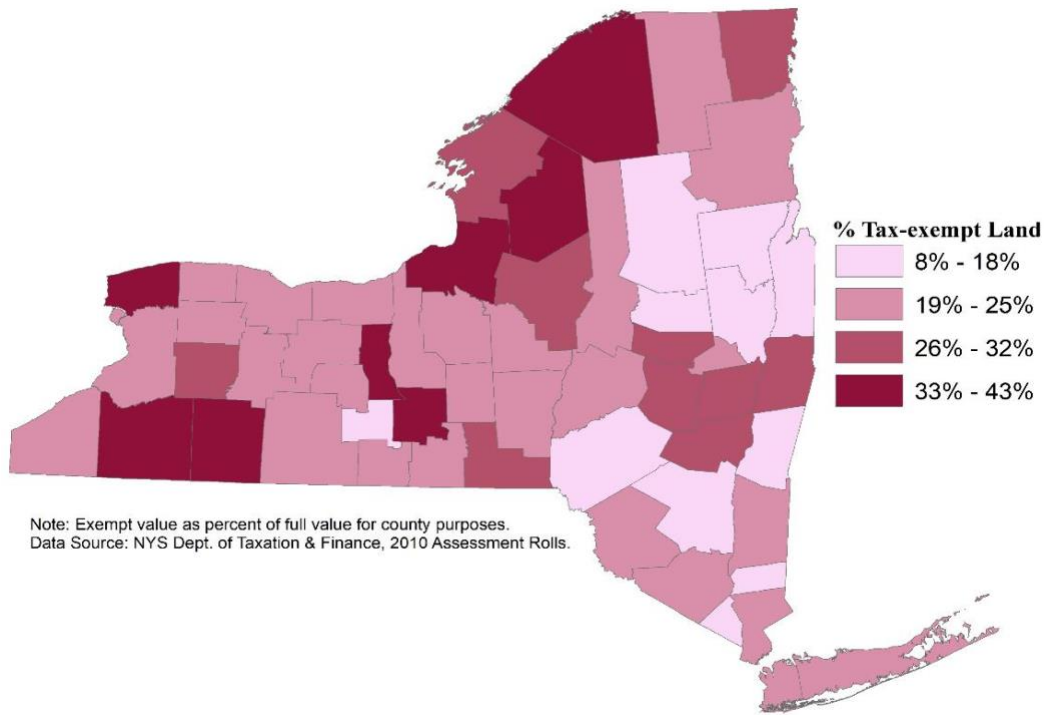 % Tax-exempt Land
8% - 18%
19% - 25%
26% - 32%
33% - 43%
Note: Exempt value as percent of full value for county purposes.
Data Source: NYS Dept. of Taxation & Finance, 2010 Assessment Rolls.